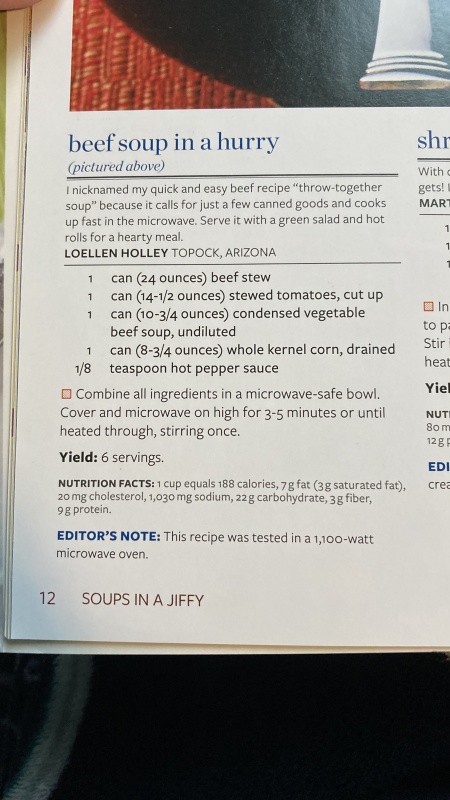 beef soup in a hurry
(pictured above)
I nicknamed my quick and easy beef recipe “throw-together
soup” because it calls for just a few canned goods and cooks
up fast in the microwave. Serve it with a green salad and hot
rolls for a hearty meal.
LOELLEN HOLLEY TOPOCK, ARIZONA
1 can (24 ounces) beef stew
1 can (14-1/2 ounces) stewed tomatoes, cut up
1 can (10-3/4 ounces) condensed vegetable
beef soup, undiluted
1 can (8-3/4 ounces) whole kernel corn, drained
1/8 teaspoon hot pepper sauce
Combine all ingredients in a microwave-safe bowl.
Cover and microwave on high for 3-5 minutes or until
heated through, stirring once.
Yield: 6 servings.
NUTRITION FACTS: 1 cup equals 188 calories, 7 g fat (3 g saturated fat),
20 mg cholesterol, 1,030 mg sodium, 22 g carbohydrate, 3 g fiber,
9 g protein.
EDITOR'S NOTE: This recipe was tested in a 1,100-watt
microwave oven.
12 SOUPS IN A JIFFY
shr
With
gets! 
MART
1
1
1
In
to pa
Stir
heat
Yiel
NUT
80 m
12 g p
EDI
crea